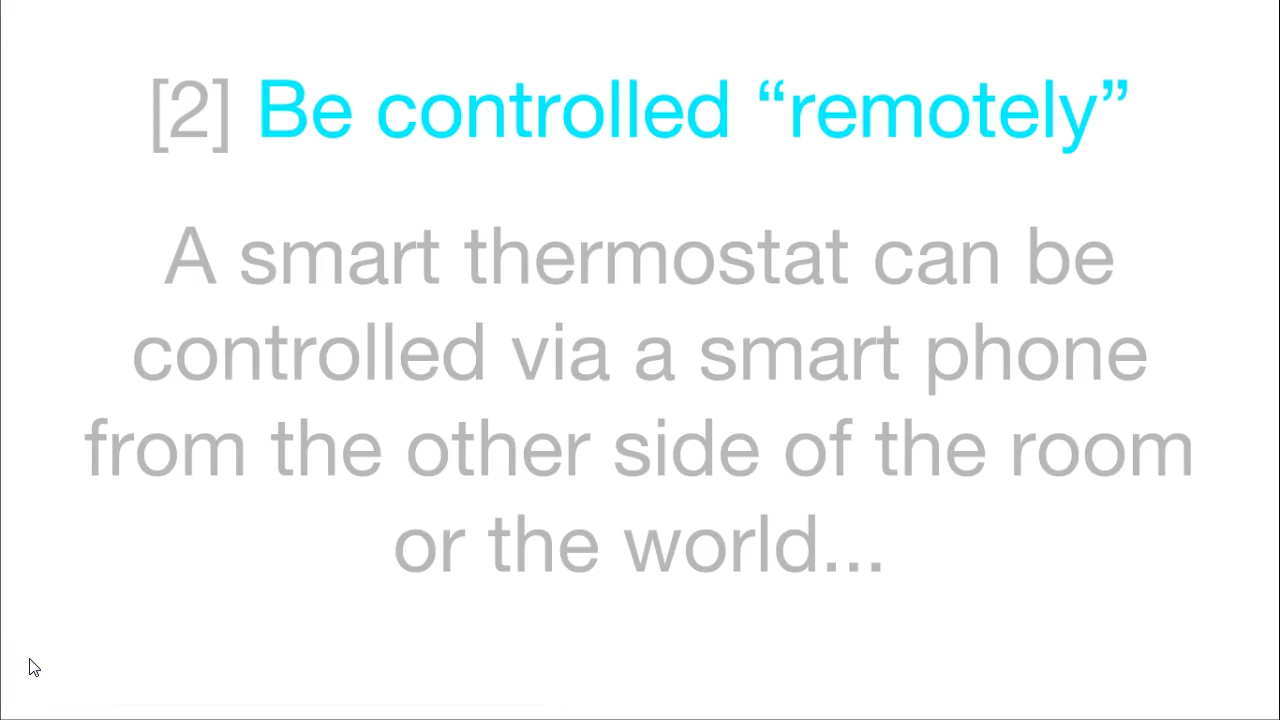 [2] Be controlled “remotely”
A smart thermostat can be
controlled via a smart phone
from the other side of the room
or the world...